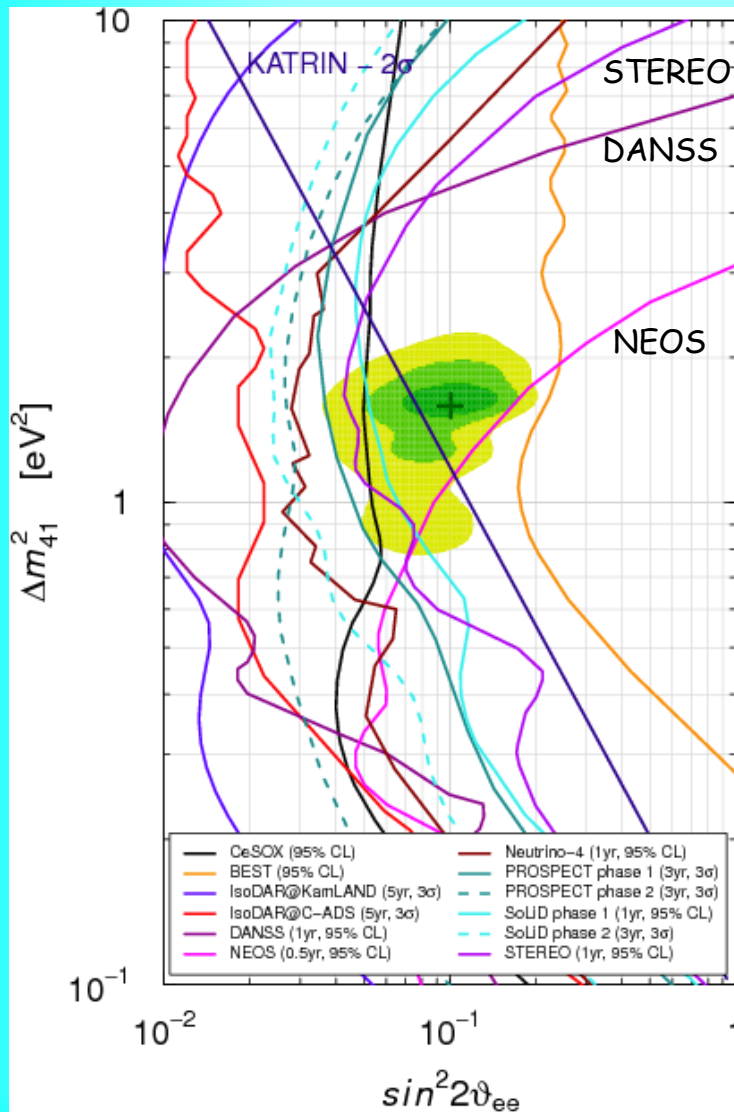 10
KATRIN – 2σ
STEREO
DANSS
NEOS
Δm²₄₁ [eV²]
1
CeSOX (95% CL)
BEST (95% CL)
IsoDAR@KamLAND (5yr, 3σ)
IsoDAR@C–ADS (5yr, 3σ)
DANSS (1yr, 95% CL)
NEOS (0.5yr, 95% CL)
Neutrino–4 (1yr, 95% CL)
PROSPECT phase 1 (3yr, 3σ)
PROSPECT phase 2 (3yr, 3σ)
SoLiD phase 1 (1yr, 95% CL)
SoLiD phase 2 (3yr, 3σ)
STEREO (1yr, 95% CL)
10⁻¹
10⁻² 10⁻¹ 1
sin²2ϑee